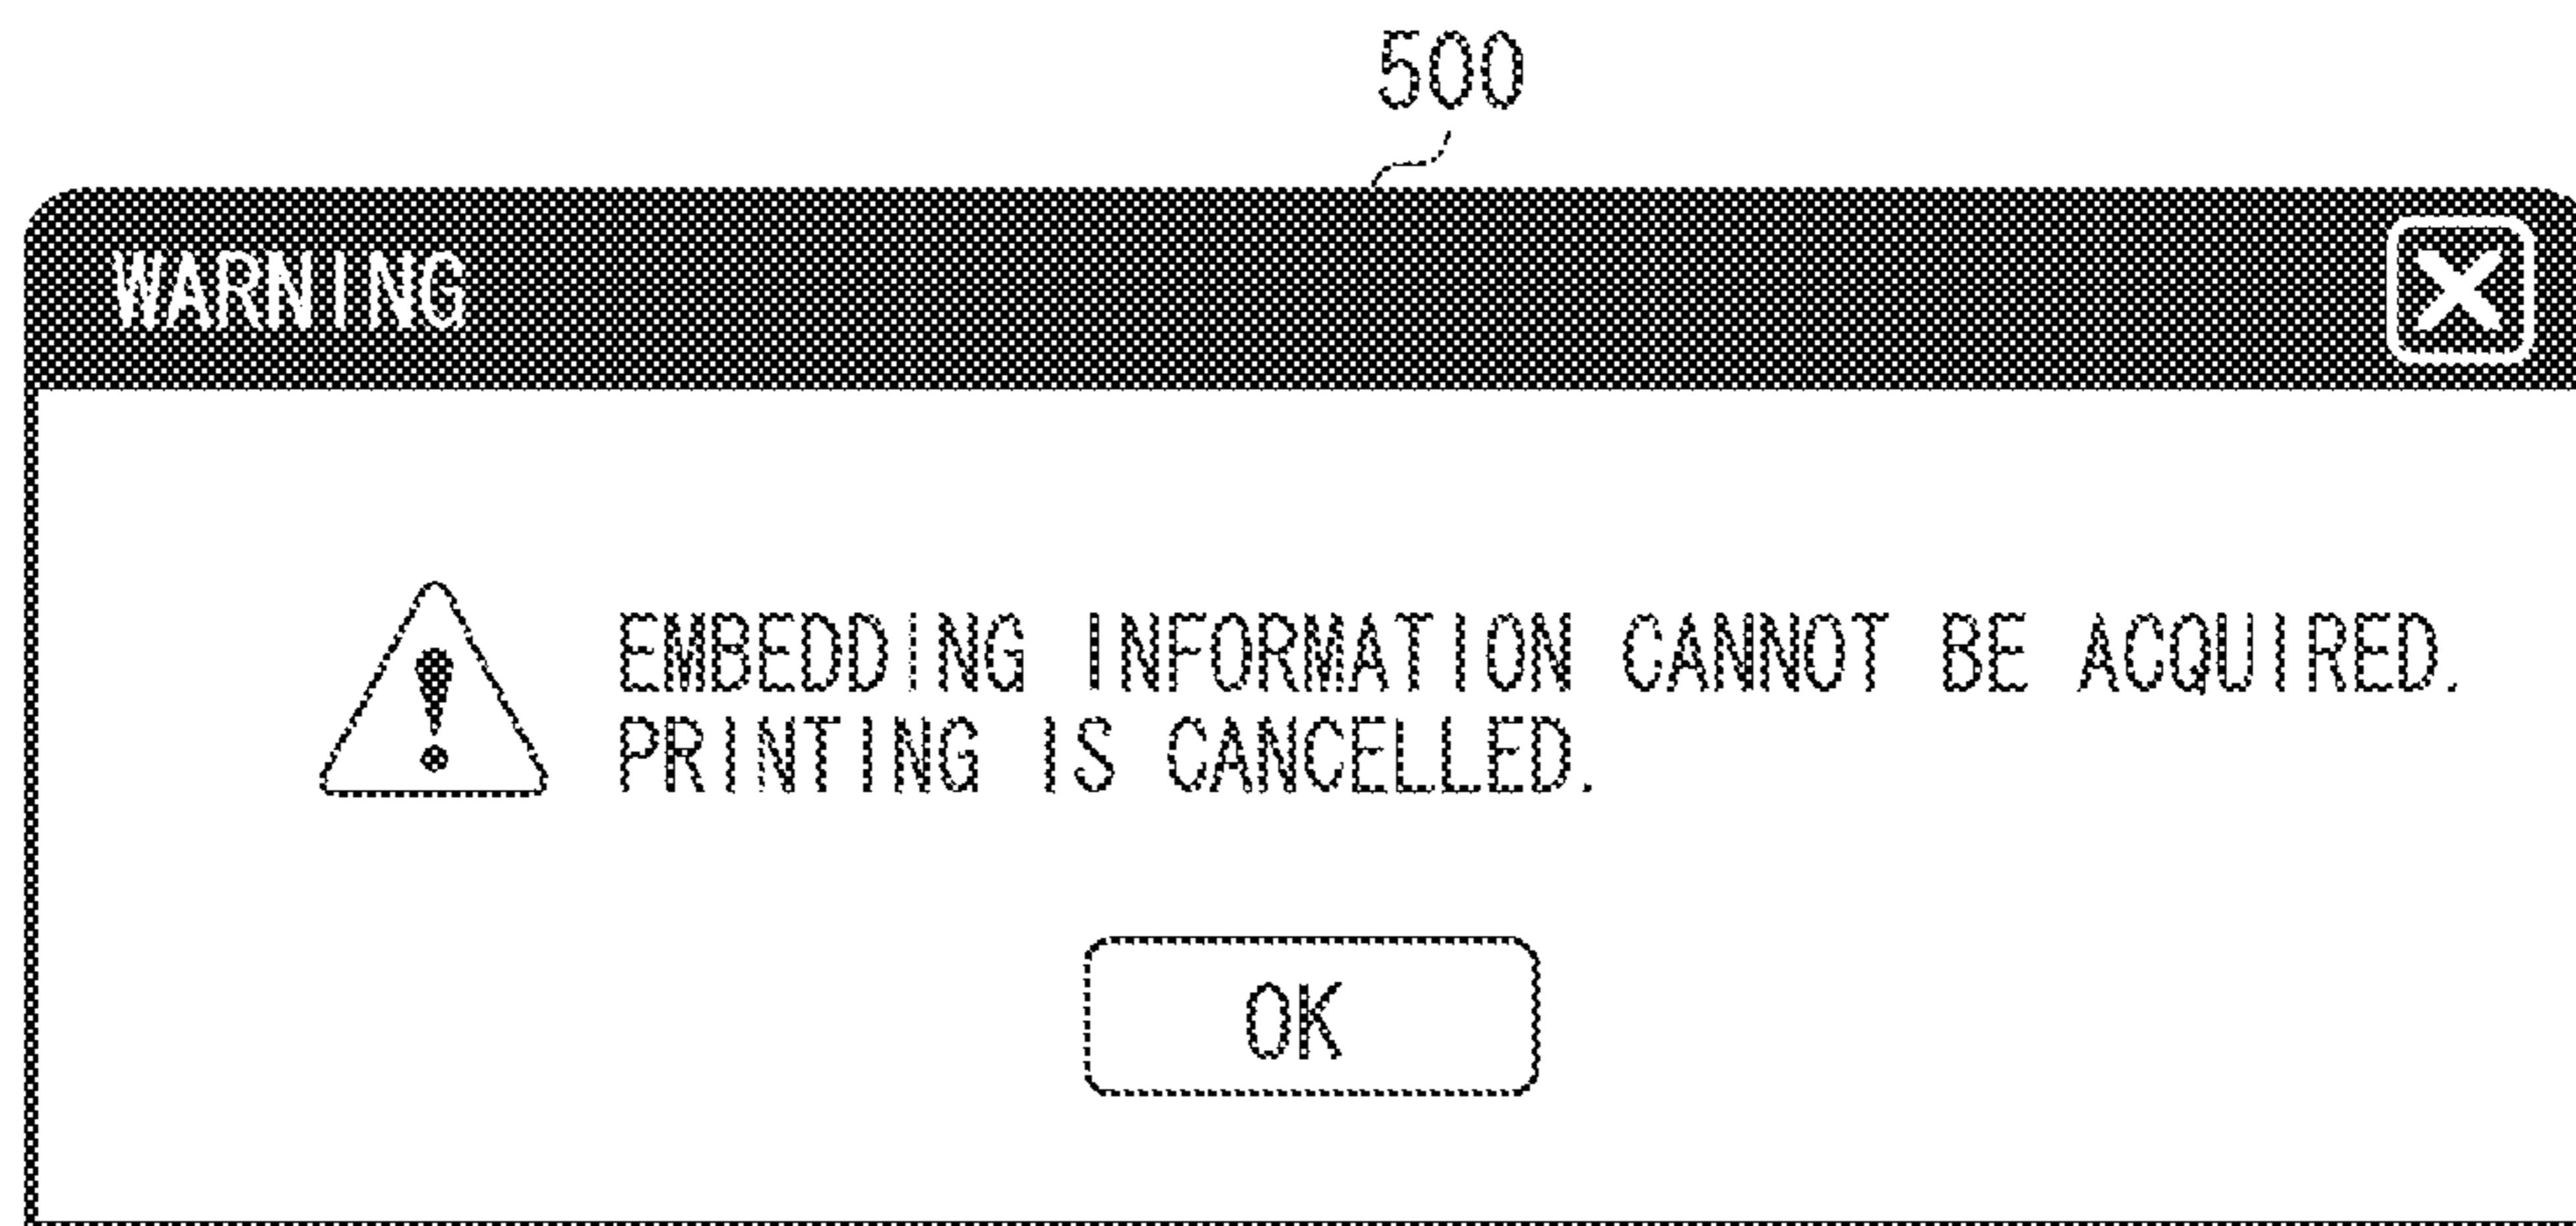 500
WARNING
EMBEDDING INFORMATION CANNOT BE ACQUIRED.
PRINTING IS CANCELLED.
OK